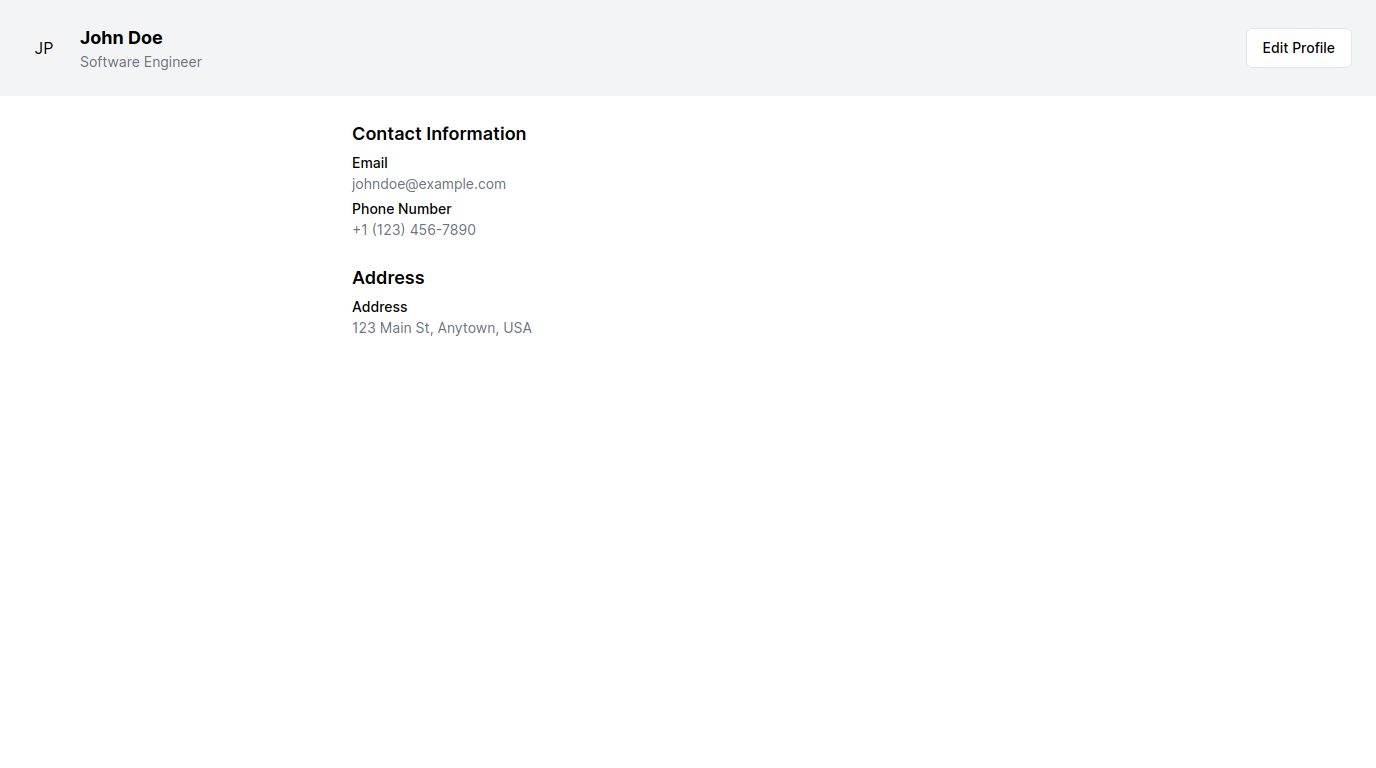 JP
John Doe
Software Engineer
Edit Profile
Contact Information
Email
johndoe@example.com
Phone Number
+1 (123) 456-7890
Address
Address
123 Main St, Anytown, USA